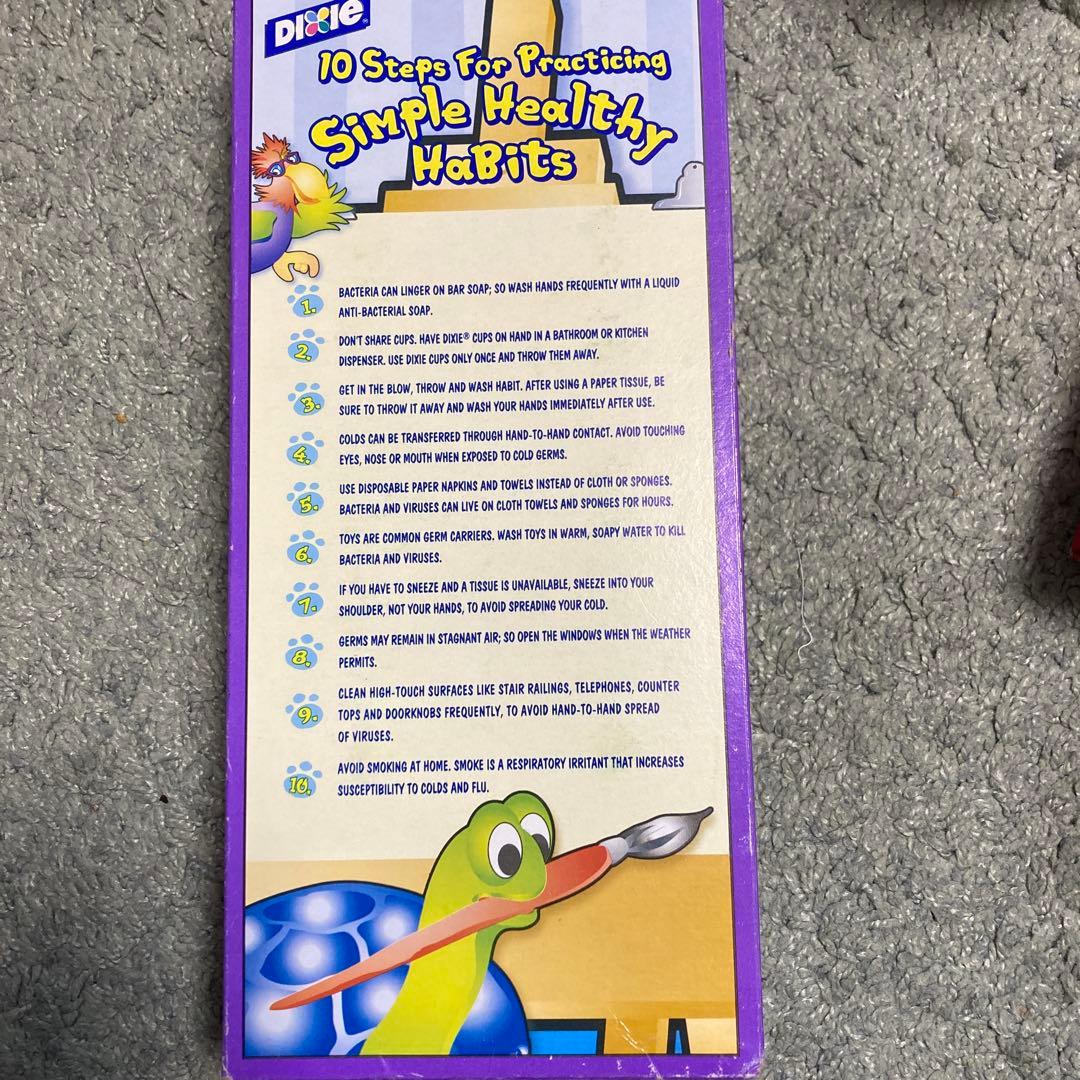 DIXIE®
10 Steps For Practicing
Simple Healthy
Habits
1. BACTERIA CAN LINGER ON BAR SOAP; SO WASH HANDS FREQUENTLY WITH A LIQUID
ANTI-BACTERIAL SOAP.
2. DON'T SHARE CUPS. HAVE DIXIE® CUPS ON HAND IN A BATHROOM OR KITCHEN
DISPENSER. USE DIXIE CUPS ONLY ONCE AND THROW THEM AWAY.
3. GET IN THE BLOW, THROW AND WASH HABIT. AFTER USING A PAPER TISSUE, BE
SURE TO THROW IT AWAY AND WASH YOUR HANDS IMMEDIATELY AFTER USE.
4. COLDS CAN BE TRANSFERRED THROUGH HAND-TO-HAND CONTACT. AVOID TOUCHING
EYES, NOSE OR MOUTH WHEN EXPOSED TO COLD GERMS.
5. USE DISPOSABLE PAPER NAPKINS AND TOWELS INSTEAD OF CLOTH OR SPONGES.
BACTERIA AND VIRUSES CAN LIVE ON CLOTH TOWELS AND SPONGES FOR HOURS.
6. TOYS ARE COMMON GERM CARRIERS. WASH TOYS IN WARM, SOAPY WATER TO KILL
BACTERIA AND VIRUSES.
7. IF YOU HAVE TO SNEEZE AND A TISSUE IS UNAVAILABLE, SNEEZE INTO YOUR
SHOULDER, NOT YOUR HANDS, TO AVOID SPREADING YOUR COLD.
8. GERMS MAY REMAIN IN STAGNANT AIR; SO OPEN THE WINDOWS WHEN THE WEATHER
PERMITS.
9. CLEAN HIGH-TOUCH SURFACES LIKE STAIR RAILINGS, TELEPHONES, COUNTER
TOPS AND DOORKNOBS FREQUENTLY, TO AVOID HAND-TO-HAND SPREAD
OF VIRUSES.
10. AVOID SMOKING AT HOME. SMOKE IS A RESPIRATORY IRRITANT THAT INCREASES
SUSCEPTIBILITY TO COLDS AND FLU.